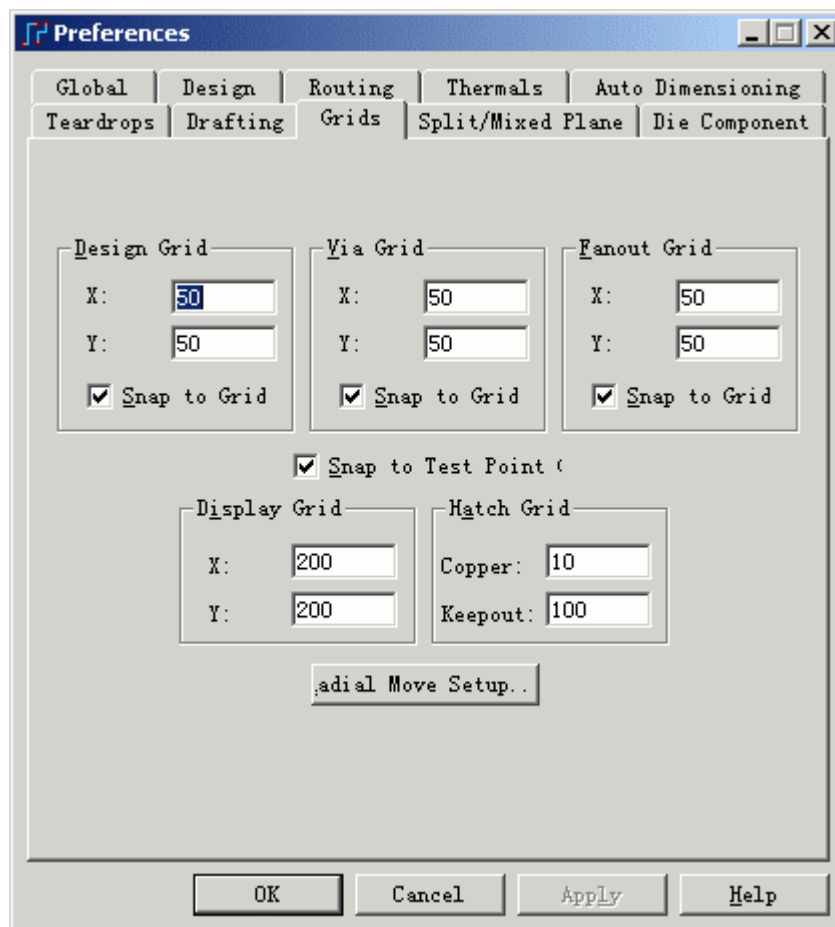 Preferences
Global Design Routing Thermals Auto Dimensioning
Teardrops Drafting Grids Split/Mixed Plane Die Component
Design Grid Via Grid Fanout Grid
X: 50 X: 50 X: 50
Y: 50 Y: 50 Y: 50
Snap to Grid Snap to Grid Snap to Grid
Snap to Test Point (
Display Grid Hatch Grid
X: 200 Copper: 10
Y: 200 Keepout: 100
adial Move Setup..
OK Cancel Apply Help